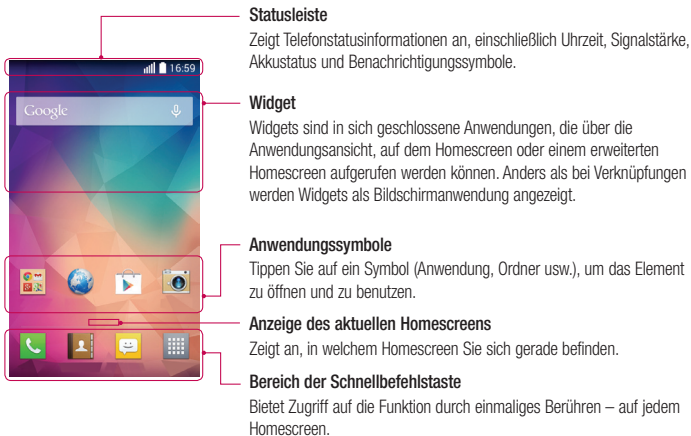 Statusleiste
Zeigt Telefonstatusinformationen an, einschließlich Uhrzeit, Signalstärke,
Akkustatus und Benachrichtigungssymbole.
16:59
Google
Widget
Widgets sind in sich geschlossene Anwendungen, die über die
Anwendungsansicht, auf dem Homescreen oder einem erweiterten
Homescreen aufgerufen werden können. Anders als bei Verknüpfungen
werden Widgets als Bildschirmanwendung angezeigt.
Anwendungssymbole
Tippen Sie auf ein Symbol (Anwendung, Ordner usw.), um das Element
zu öffnen und zu benutzen.
Anzeige des aktuellen Homescreens
Zeigt an, in welchem Homescreen Sie sich gerade befinden.
Bereich der Schnellbefehlstaste
Bietet Zugriff auf die Funktion durch einmaliges Berühren – auf jedem
Homescreen.